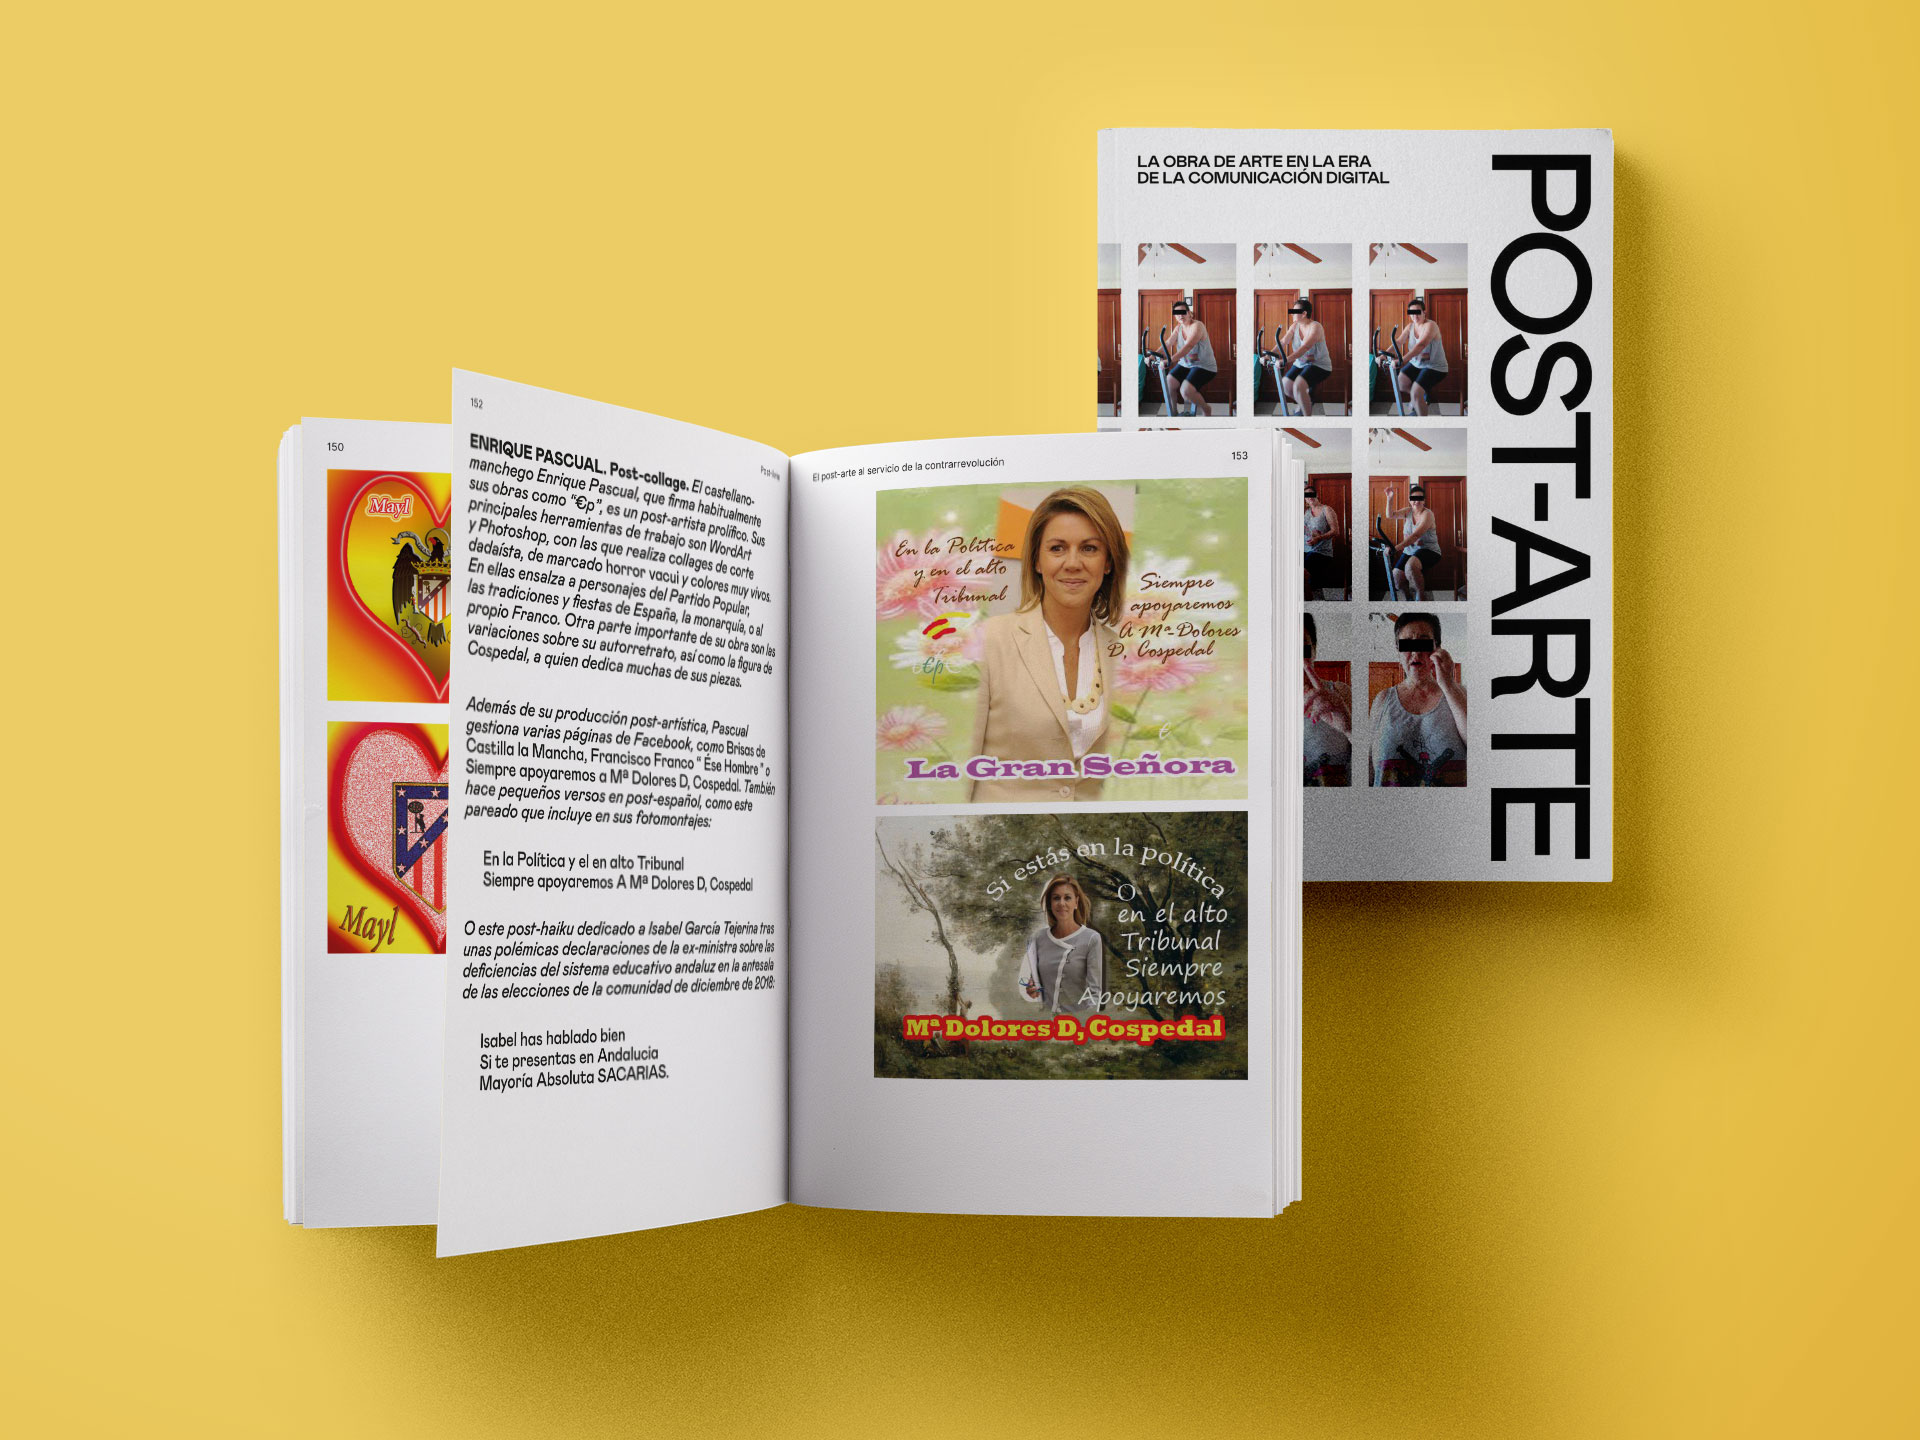 150
Mayl
Mayl
152
Post-
ENRIQUE PASCUAL. Post-collage. El castellano-
manchego Enrique Pascual, que firma habitualmente
sus obras como “€p”, es un post-artista prolífico. Sus
principales herramientas de trabajo son WordArt
y Photoshop, con las que realiza collages de corte
dadaísta, de marcado horror vacui y colores muy vivos.
En ellas ensalza a personajes del Partido Popular,
las tradiciones y fiestas de España, la monarquía, o al
propio Franco. Otra parte importante de su obra son las
variaciones sobre su autorretrato, así como la figura de
Cospedal, a quien dedica muchas de sus piezas.
Además de su producción post-artística, Pascual
gestiona varias páginas de Facebook, como Brisas de
Castilla la Mancha, Francisco Franco “ Ése Hombre ” o
Siempre apoyaremos a Mª Dolores D, Cospedal. También
hace pequeños versos en post-español, como este
pareado que incluye en sus fotomontajes:
En la Política y el en alto Tribunal
Siempre apoyaremos A Mª Dolores D, Cospedal
O este post-haiku dedicado a Isabel García Tejerina tras
unas polémicas declaraciones de la ex-ministra sobre las
deficiencias del sistema educativo andaluz en la antesala
de las elecciones de la comunidad de diciembre de 2018:
Isabel has hablado bien
Si te presentas en Andalucia
Mayoría Absoluta SACARIAS.
El post-arte al servicio de la contrarrevolución
153
En la Política
y en el alto
Tribunal
€p
Siempre
apoyaremos
A Mª-Dolores
D, Cospedal
La Gran Señora
Si estás en la política
O
en el alto
Tribunal
Siempre
Apoyaremos
Mª Dolores D, Cospedal
LA OBRA DE ARTE EN LA ERA
DE LA COMUNICACIÓN DIGITAL
POST-ARTE